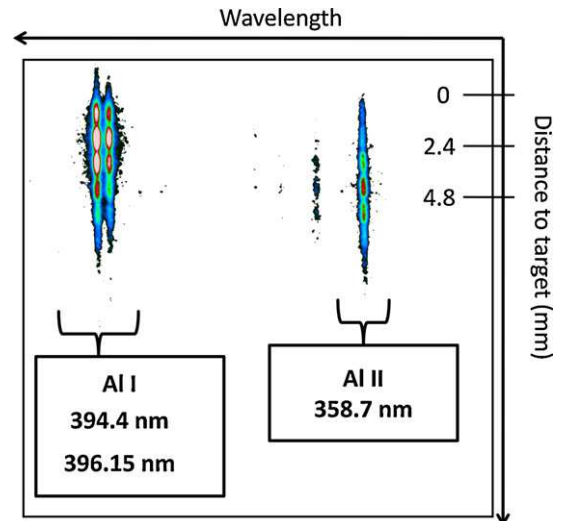 Wavelength
0
2.4
4.8
Distance to target (mm)
Al I
394.4 nm
396.15 nm
Al II
358.7 nm